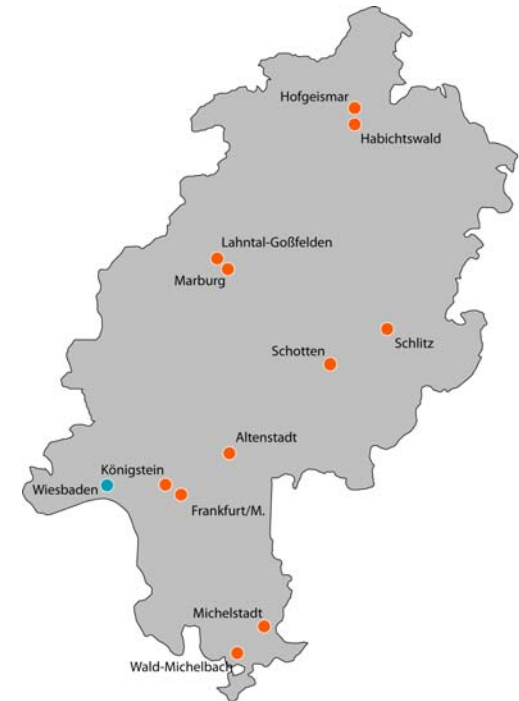 Hofgeismar
Habichtswald
Lahntal-Goßfelden
Marburg
Schlitz
Schotten
Altenstadt
Königstein
Wiesbaden
Frankfurt/M.
Michelstadt
Wald-Michelbach